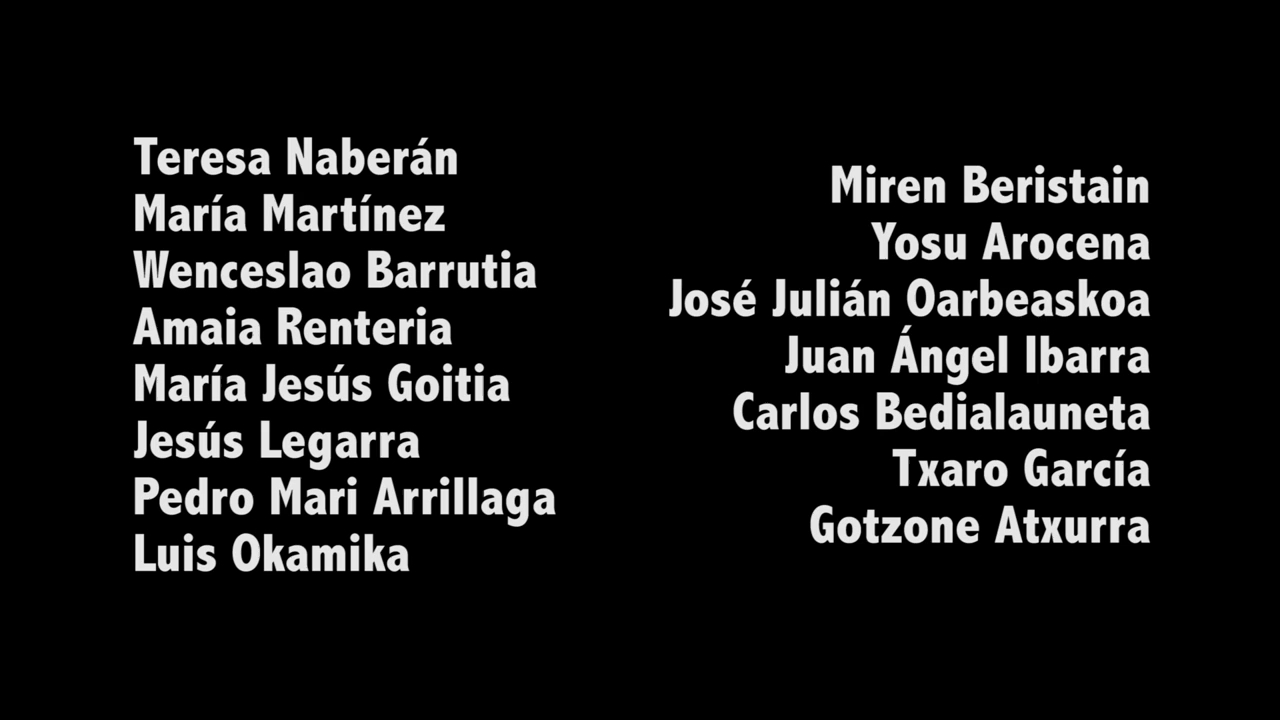 Teresa Naberán
María Martínez
Wenceslao Barrutia
Amaia Renteria
María Jesús Goitia
Jesús Legarra
Pedro Mari Arrillaga
Luis Okamika
Miren Beristain
Yosu Arocena
José Julián Oarbeaskoa
Juan Ángel Ibarra
Carlos Bedialauneta
Txaro García
Gotzone Atxurra